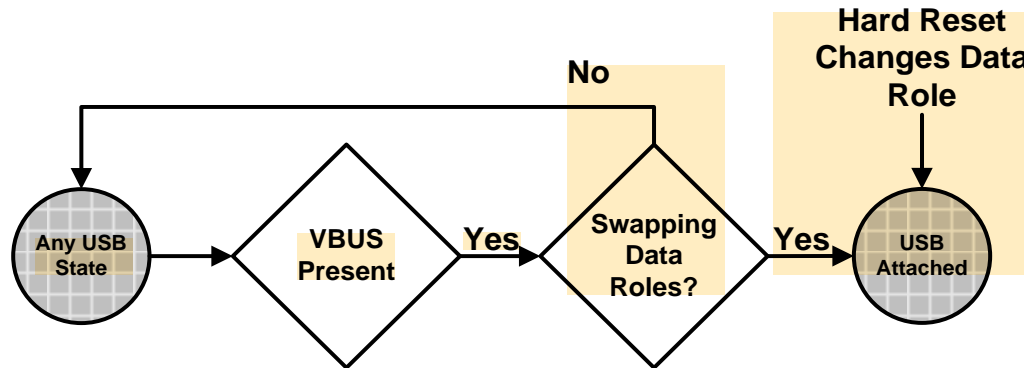 Hard Reset
Changes Data
Role
No
Any USB
State
VBUS
Present
Yes
Swapping
Data
Roles?
Yes
USB
Attached